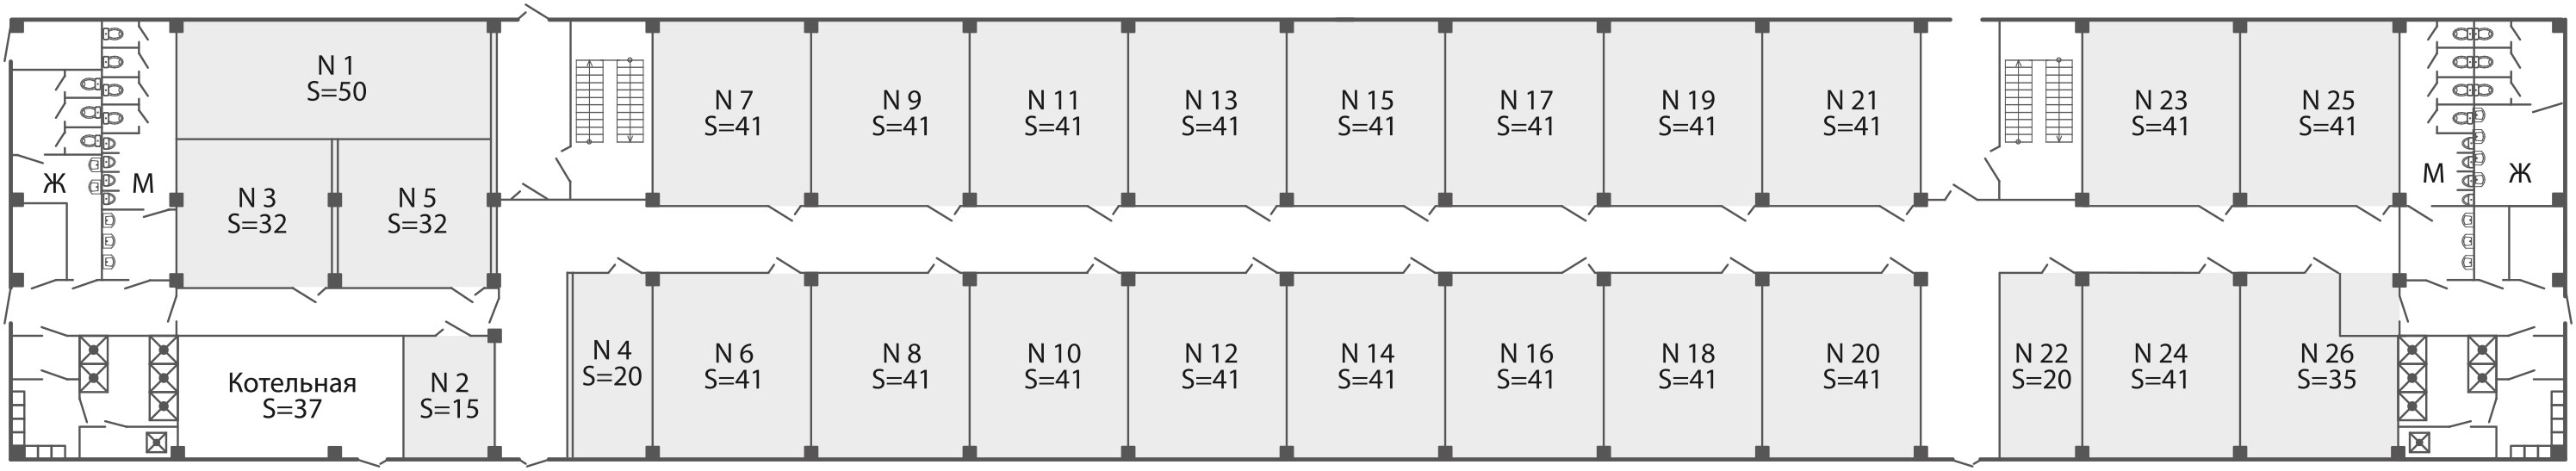 N 1
S=50
N 7
S=41
N 9
S=41
N 11
S=41
N 13
S=41
N 15
S=41
N 17
S=41
N 19
S=41
N 21
S=41
N 23
S=41
N 25
S=41
Ж
М
N 3
S=32
N 5
S=32
М
Ж
Котельная
S=37
N 2
S=15
N 4
S=20
N 6
S=41
N 8
S=41
N 10
S=41
N 12
S=41
N 14
S=41
N 16
S=41
N 18
S=41
N 20
S=41
N 22
S=20
N 24
S=41
N 26
S=35